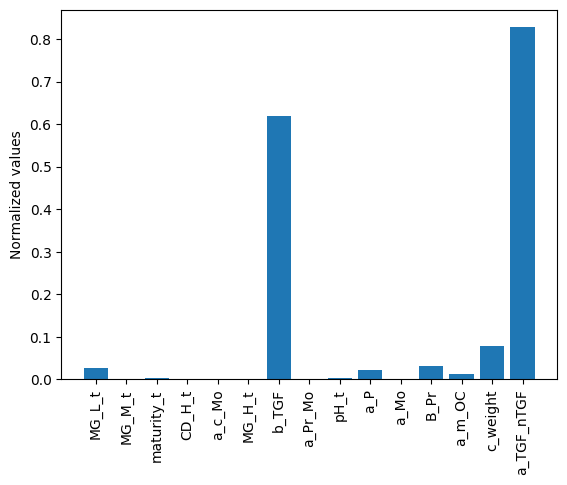 Normalized values
0.8
0.7
0.6
0.5
0.4
0.3
0.2
0.1
0.0
MG_L_t
MG_M_t
maturity_t
CD_H_t
a_c_Mo
MG_H_t
b_TGF
a_Pr_Mo
pH_t
a_P
a_Mo
B_Pr
a_m_OC
c_weight
a_TGF_nTGF